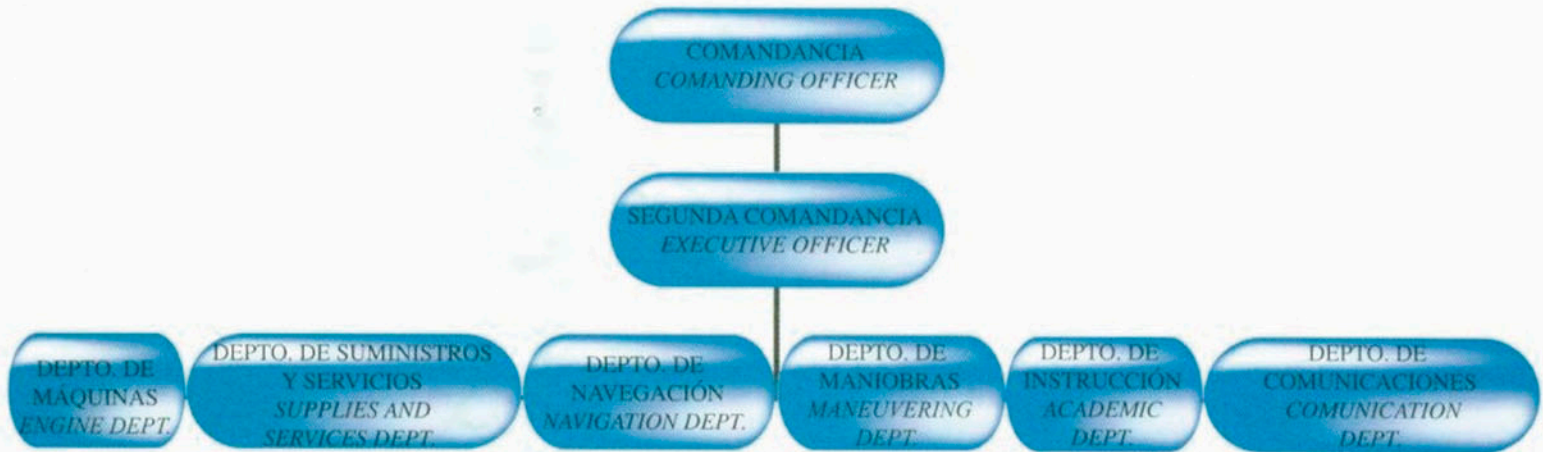 COMANDANCIA
COMANDING OFFICER
SEGUNDA COMANDANCIA
EXECUTIVE OFFICER
DEPTO. DE
MÁQUINAS
ENGINE DEPT.
DEPTO. DE SUMINISTROS
Y SERVICIOS
SUPPLIES AND
SERVICES DEPT.
DEPTO. DE
NAVEGACIÓN
NAVIGATION DEPT.
DEPTO. DE
MANIOBRAS
MANEUVERING
DEPT.
DEPTO. DE
INSTRUCCIÓN
ACADEMIC
DEPT.
DEPTO. DE
COMUNICACIONES
COMUNICATION
DEPT.